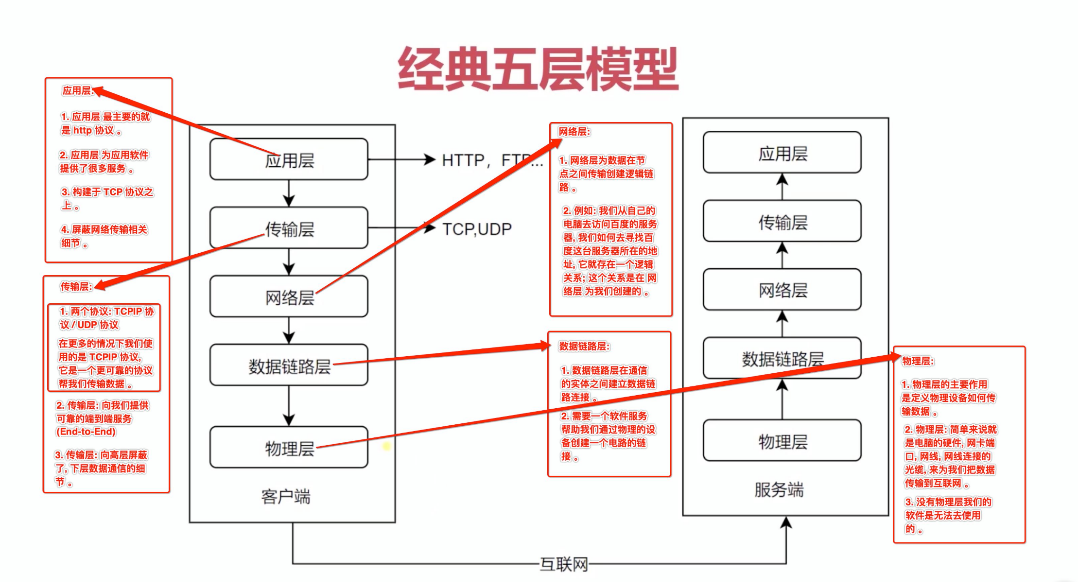 经典五层模型
应用层:
1. 应用层 最主要的就
是 http 协议 。
2. 应用层 为应用软件
提供了很多服务 。
3. 构建于 TCP 协议之
上 。
4. 屏蔽网络传输相关
细节 。
传输层:
1. 两个协议: TCPIP 协
议 / UDP 协议
在更多的情况下我们使
用的是 TCPIP 协议,
它是一个更可靠的协议
帮我们传输数据 。
2. 传输层: 向我们提供
可靠的端到端服务
(End-to-End)
3. 传输层: 向高层屏蔽
了, 下层数据通信的细
节 。
应用层
传输层
网络层
数据链路层
物理层
客户端
HTTP，FTP...
TCP,UDP
网络层:
1. 网络层为数据在节
点之间传输创建逻辑链
路 。
2. 例如: 我们从自己的
电脑去访问百度的服务
器, 我们如何去寻找百
度这台服务器所在的地
址, 它就存在一个逻辑
关系; 这个关系是在 网
络层 为我们创建的 。
数据链路层:
1. 数据链路层在通信
的实体之间建立数据链
路连接 。
2. 需要一个软件服务
帮助我们通过物理的设
备创建一个电路的链
接 。
应用层
传输层
网络层
数据链路层
物理层
服务端
物理层:
1. 物理层的主要作用
是定义物理设备如何传
输数据 。
2. 物理层: 简单来说就
是电脑的硬件, 网卡端
口, 网线, 网线连接的
光缆, 来为我们把数据
传输到互联网 。
3. 没有物理层我们的
软件是无法去使用
的 。
互联网